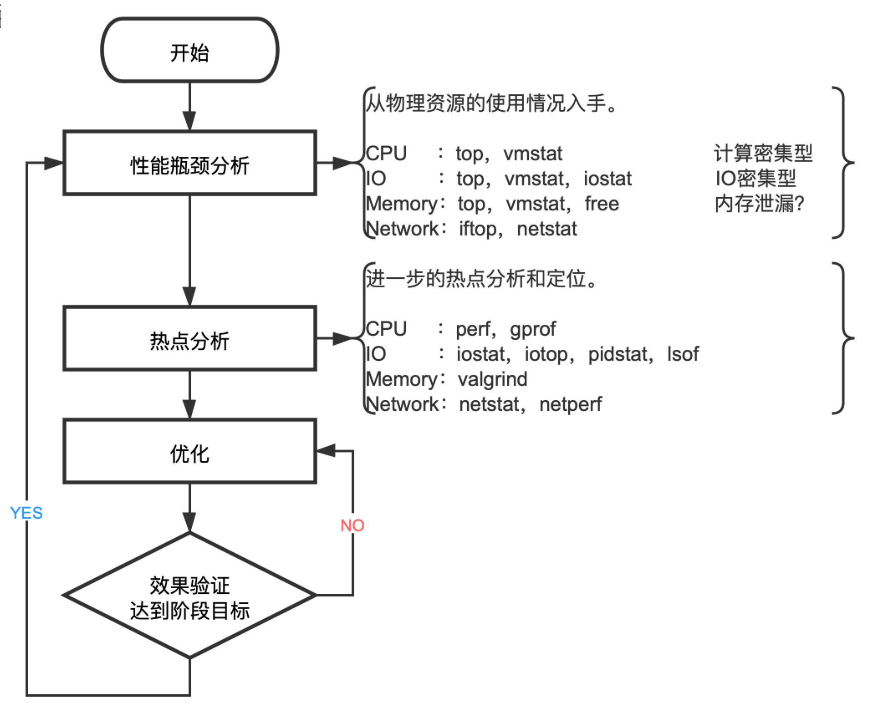 开始
性能瓶颈分析
从物理资源的使用情况入手。
CPU ：top，vmstat 计算密集型
IO ：top，vmstat，iostat IO密集型
Memory：top，vmstat，free 内存泄漏？
Network：iftop，netstat
热点分析
进一步的热点分析和定位。
CPU ：perf，gprof
IO ：iostat，iotop，pidstat，lsof
Memory：valgrind
Network：netstat，netperf
优化
YES
NO
效果验证
达到阶段目标